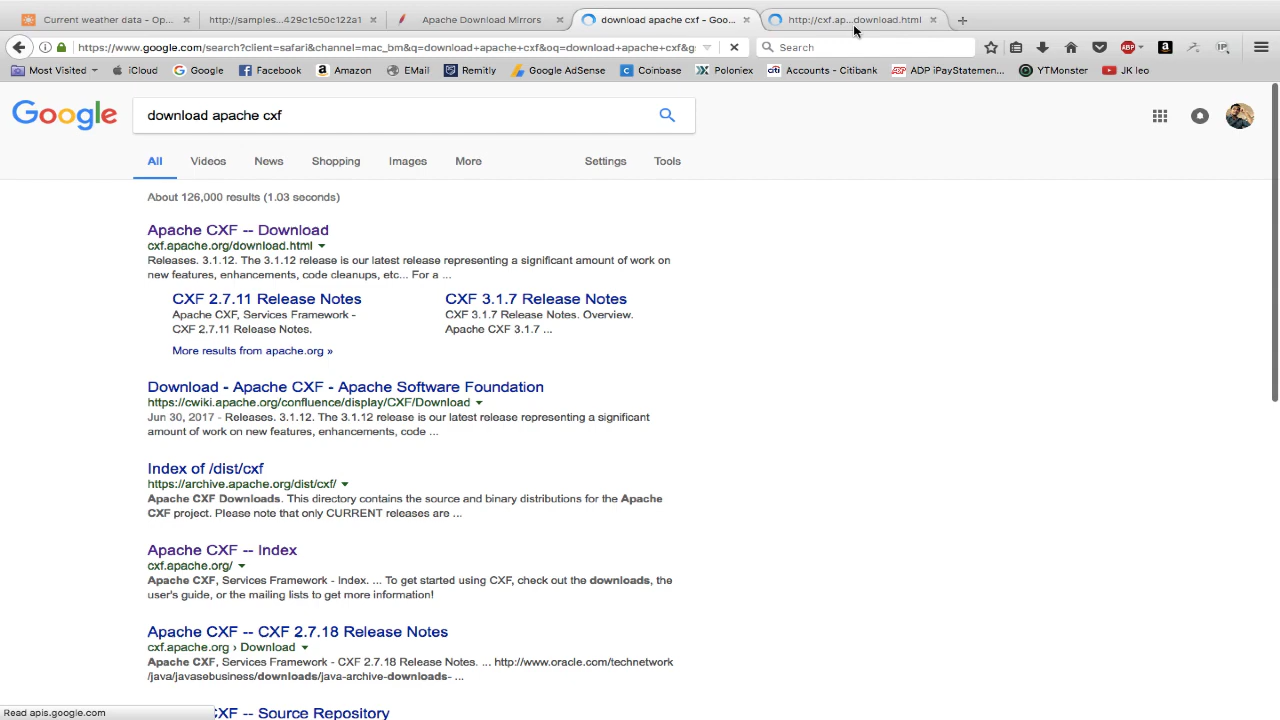 Current weather data - Op...
http://samples...429c1c50c122a1
Apache Download Mirrors
download apache cxf - Goo...
http://cxf.ap...download.html
https://www.google.com/search?client=safari&channel=mac_bm&q=download+apache+cxf&oq=download+apache+cxf&g
Search
ABP
IP
Most Visited
iCloud
Google
Facebook
Amazon
EMail
Remitly
Google AdSense
Coinbase
Poloniex
Accounts - Citibank
ADP iPayStatemen...
YTMonster
JK leo
Google
download apache cxf
All
Videos
News
Shopping
Images
More
Settings
Tools
About 126,000 results (1.03 seconds)
Apache CXF -- Download
cxf.apache.org/download.html
Releases. 3.1.12. The 3.1.12 release is our latest release representing a significant amount of work on
new features, enhancements, code cleanups, etc... For a ...
CXF 2.7.11 Release Notes
Apache CXF, Services Framework -
CXF 2.7.11 Release Notes.
CXF 3.1.7 Release Notes
CXF 3.1.7 Release Notes. Overview.
Apache CXF 3.1.7 ...
More results from apache.org »
Download - Apache CXF - Apache Software Foundation
https://cwiki.apache.org/confluence/display/CXF/Download
Jun 30, 2017 - Releases. 3.1.12. The 3.1.12 release is our latest release representing a significant
amount of work on new features, enhancements, code ...
Index of /dist/cxf
https://archive.apache.org/dist/cxf/
Apache CXF Downloads. This directory contains the source and binary distributions for the Apache
CXF project. Please note that only CURRENT releases are ...
Apache CXF -- Index
cxf.apache.org/
Apache CXF, Services Framework - Index. ... To get started using CXF, check out the downloads, the
user's guide, or the mailing lists to get more information!
Apache CXF -- CXF 2.7.18 Release Notes
cxf.apache.org › Download
Apache CXF, Services Framework - CXF 2.7.18 Release Notes. ... http://www.oracle.com/technetwork
/java/javasebusiness/downloads/java-archive-downloads- ...
CXF -- Source Repository
Read apis.google.com